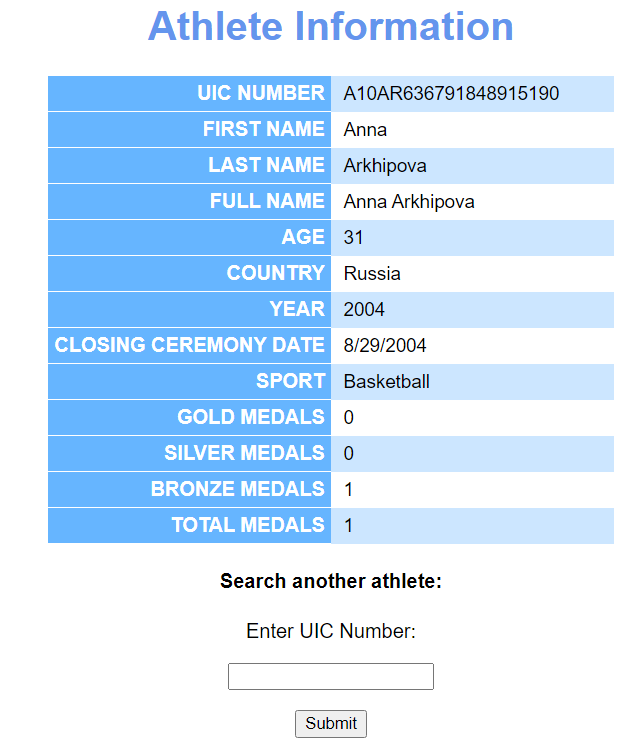 Athlete Information
UIC NUMBER A10AR636791848915190
FIRST NAME Anna
LAST NAME Arkhipova
FULL NAME Anna Arkhipova
AGE 31
COUNTRY Russia
YEAR 2004
CLOSING CEREMONY DATE 8/29/2004
SPORT Basketball
GOLD MEDALS 0
SILVER MEDALS 0
BRONZE MEDALS 1
TOTAL MEDALS 1
Search another athlete:
Enter UIC Number:
Submit